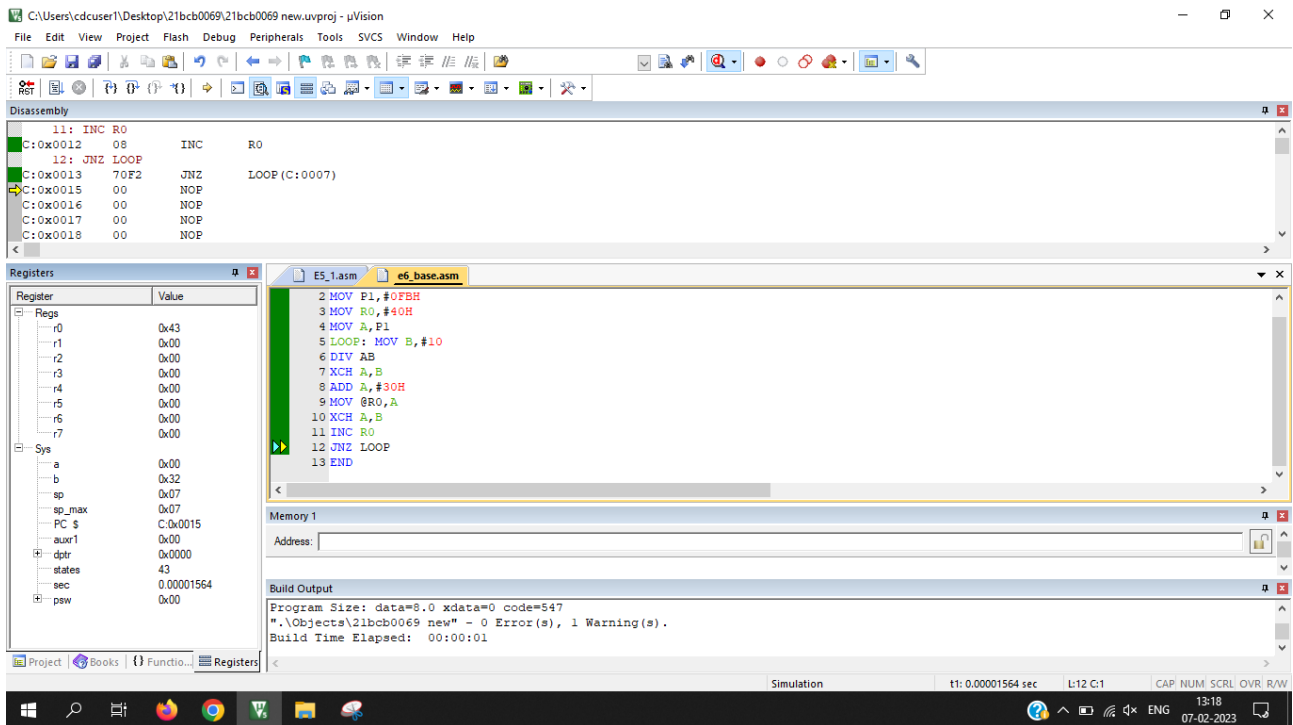 C:\Users\cdcuser1\Desktop\21bcb0069\21bcb0069 new.uvproj - µVision
File Edit View Project Flash Debug Peripherals Tools SVCS Window Help
RST
Disassembly
11: INC R0
C:0x0012 08 INC R0
12: JNZ LOOP
C:0x0013 70F2 JNZ LOOP(C:0007)
C:0x0015 00 NOP
C:0x0016 00 NOP
C:0x0017 00 NOP
C:0x0018 00 NOP
Registers
Register Value
Regs
r0 0x43
r1 0x00
r2 0x00
r3 0x00
r4 0x00
r5 0x00
r6 0x00
r7 0x00
Sys
a 0x00
b 0x32
sp 0x07
sp_max 0x07
PC $ C:0x0015
auxr1 0x00
dptr 0x0000
states 43
sec 0.00001564
psw 0x00
Project Books {} Functio... Registers
E5_1.asm e6_base.asm
2 MOV P1,#0FBH
3 MOV R0,#40H
4 MOV A,P1
5 LOOP: MOV B,#10
6 DIV AB
7 XCH A,B
8 ADD A,#30H
9 MOV @R0,A
10 XCH A,B
11 INC R0
12 JNZ LOOP
13 END
Memory 1
Address:
Build Output
Program Size: data=8.0 xdata=0 code=547
".\Objects\21bcb0069 new" - 0 Error(s), 1 Warning(s).
Build Time Elapsed: 00:00:01
Simulation t1: 0.00001564 sec L:12 C:1 CAP NUM SCRL OVR R/W
ENG 13:18
07-02-2023